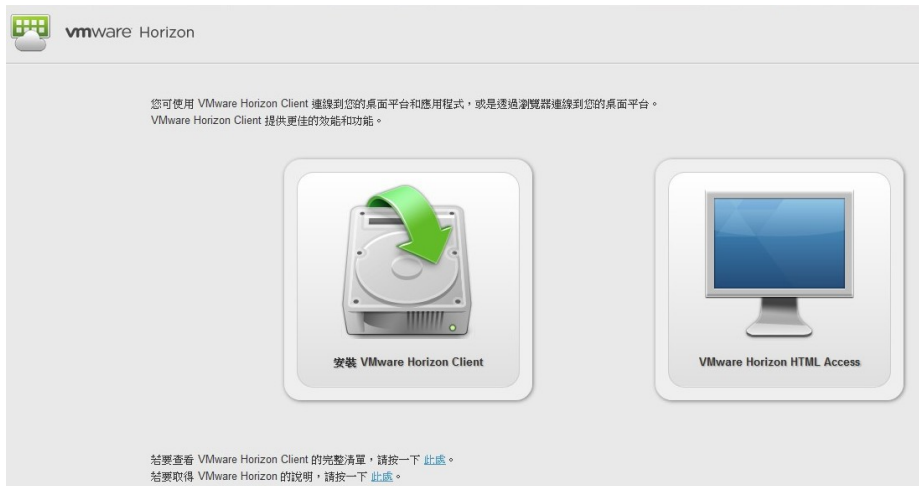 vmware Horizon
您可使用 VMware Horizon Client 連線到您的桌面平台和應用程式，或是透過瀏覽器連線到您的桌面平台。
VMware Horizon Client 提供更佳的效能和功能。
安裝 VMware Horizon Client
VMware Horizon HTML Access
若要查看 VMware Horizon Client 的完整清單，請按一下 此處。
若要取得 VMware Horizon 的說明，請按一下 此處。